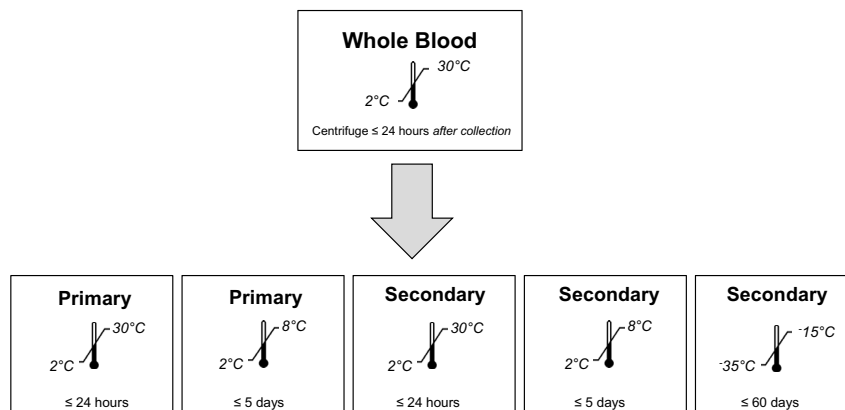 Whole Blood
30°C
2°C
Centrifuge ≤ 24 hours after collection
Primary
30°C
2°C
≤ 24 hours
Primary
8°C
2°C
≤ 5 days
Secondary
30°C
2°C
≤ 24 hours
Secondary
8°C
2°C
≤ 5 days
Secondary
-15°C
-35°C
≤ 60 days